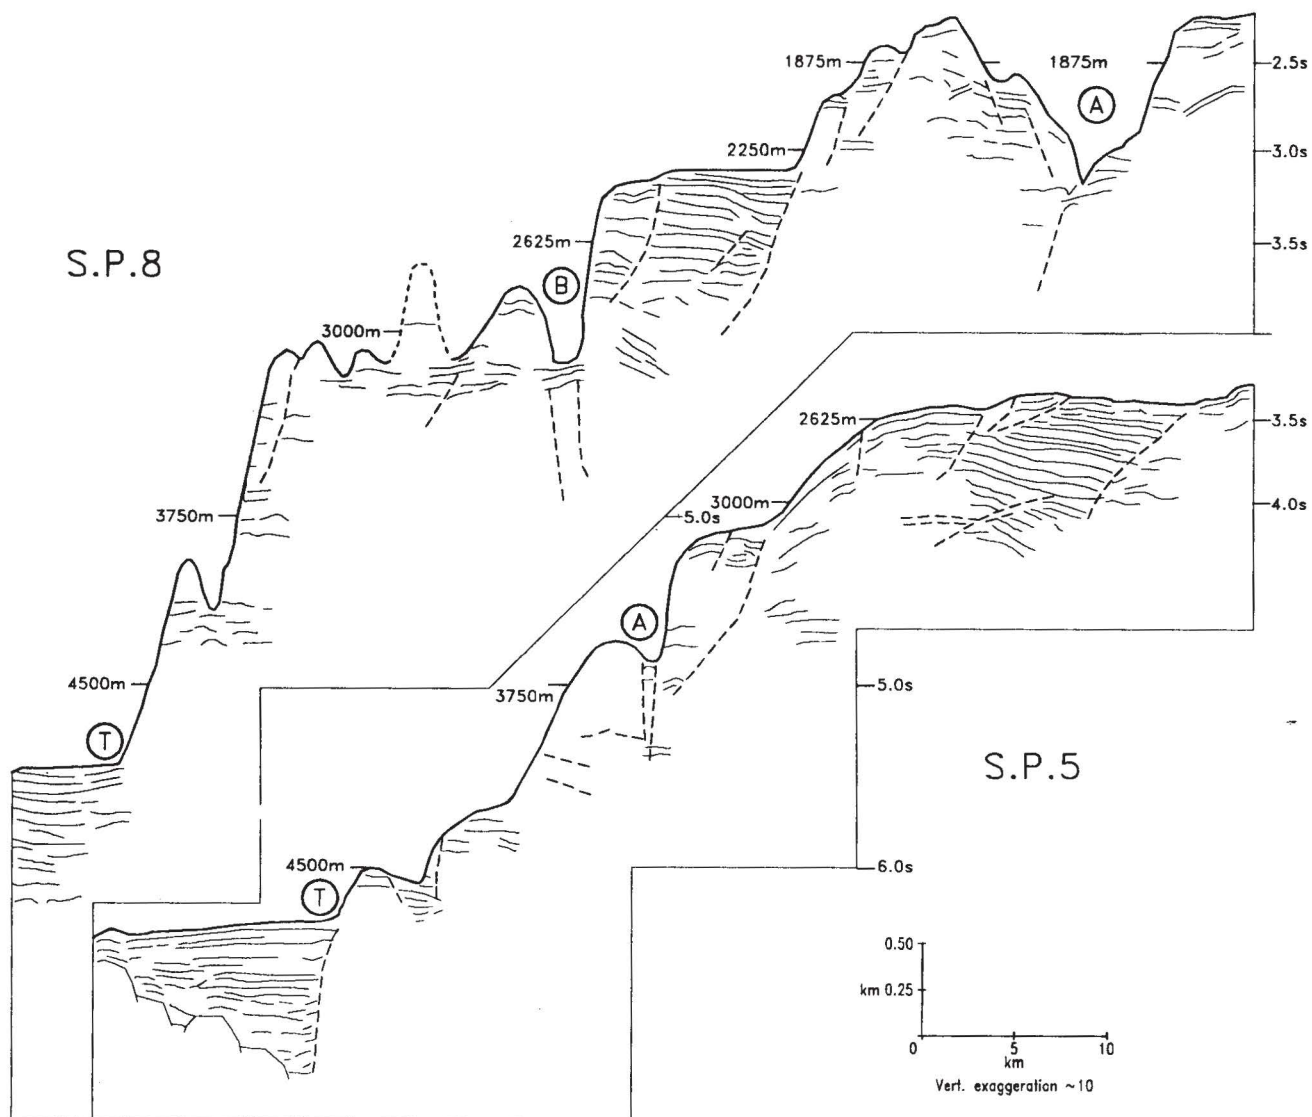 1875m
1875m
2.5s
A
2250m
3.0s
S.P.8
2625m
3.5s
B
3000m
2625m
3.5s
3750m
5.0s
3000m
4.0s
A
4500m
3750m
5.0s
T
S.P.5
4500m
6.0s
T
0.50
km 0.25
0
5
10
km
Vert. exaggeration ~10